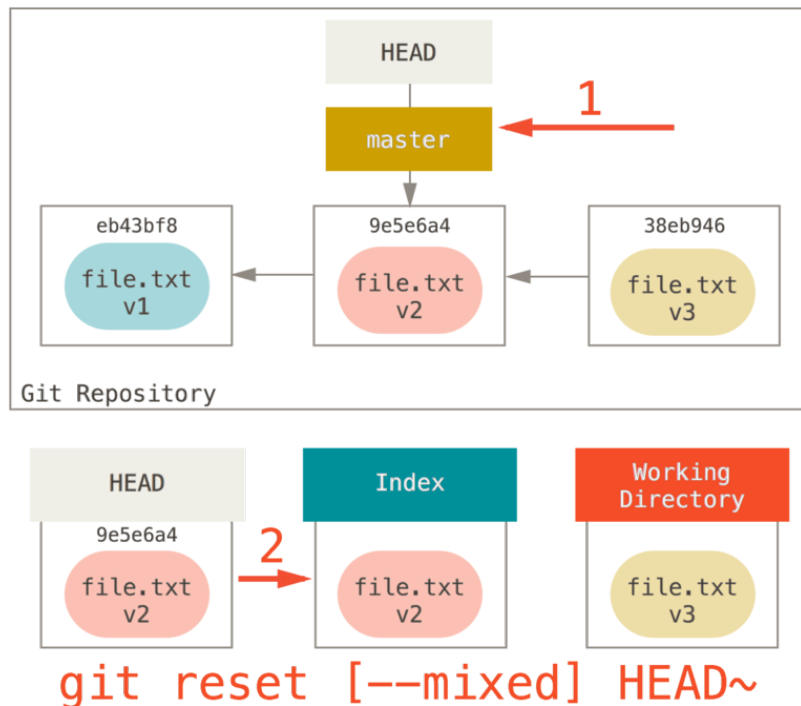 HEAD
1
master
eb43bf8
9e5e6a4
38eb946
file.txt
v1
file.txt
v2
file.txt
v3
Git Repository
HEAD
Index
Working
Directory
9e5e6a4
2
file.txt
v2
file.txt
v2
file.txt
v3
git reset [--mixed] HEAD~